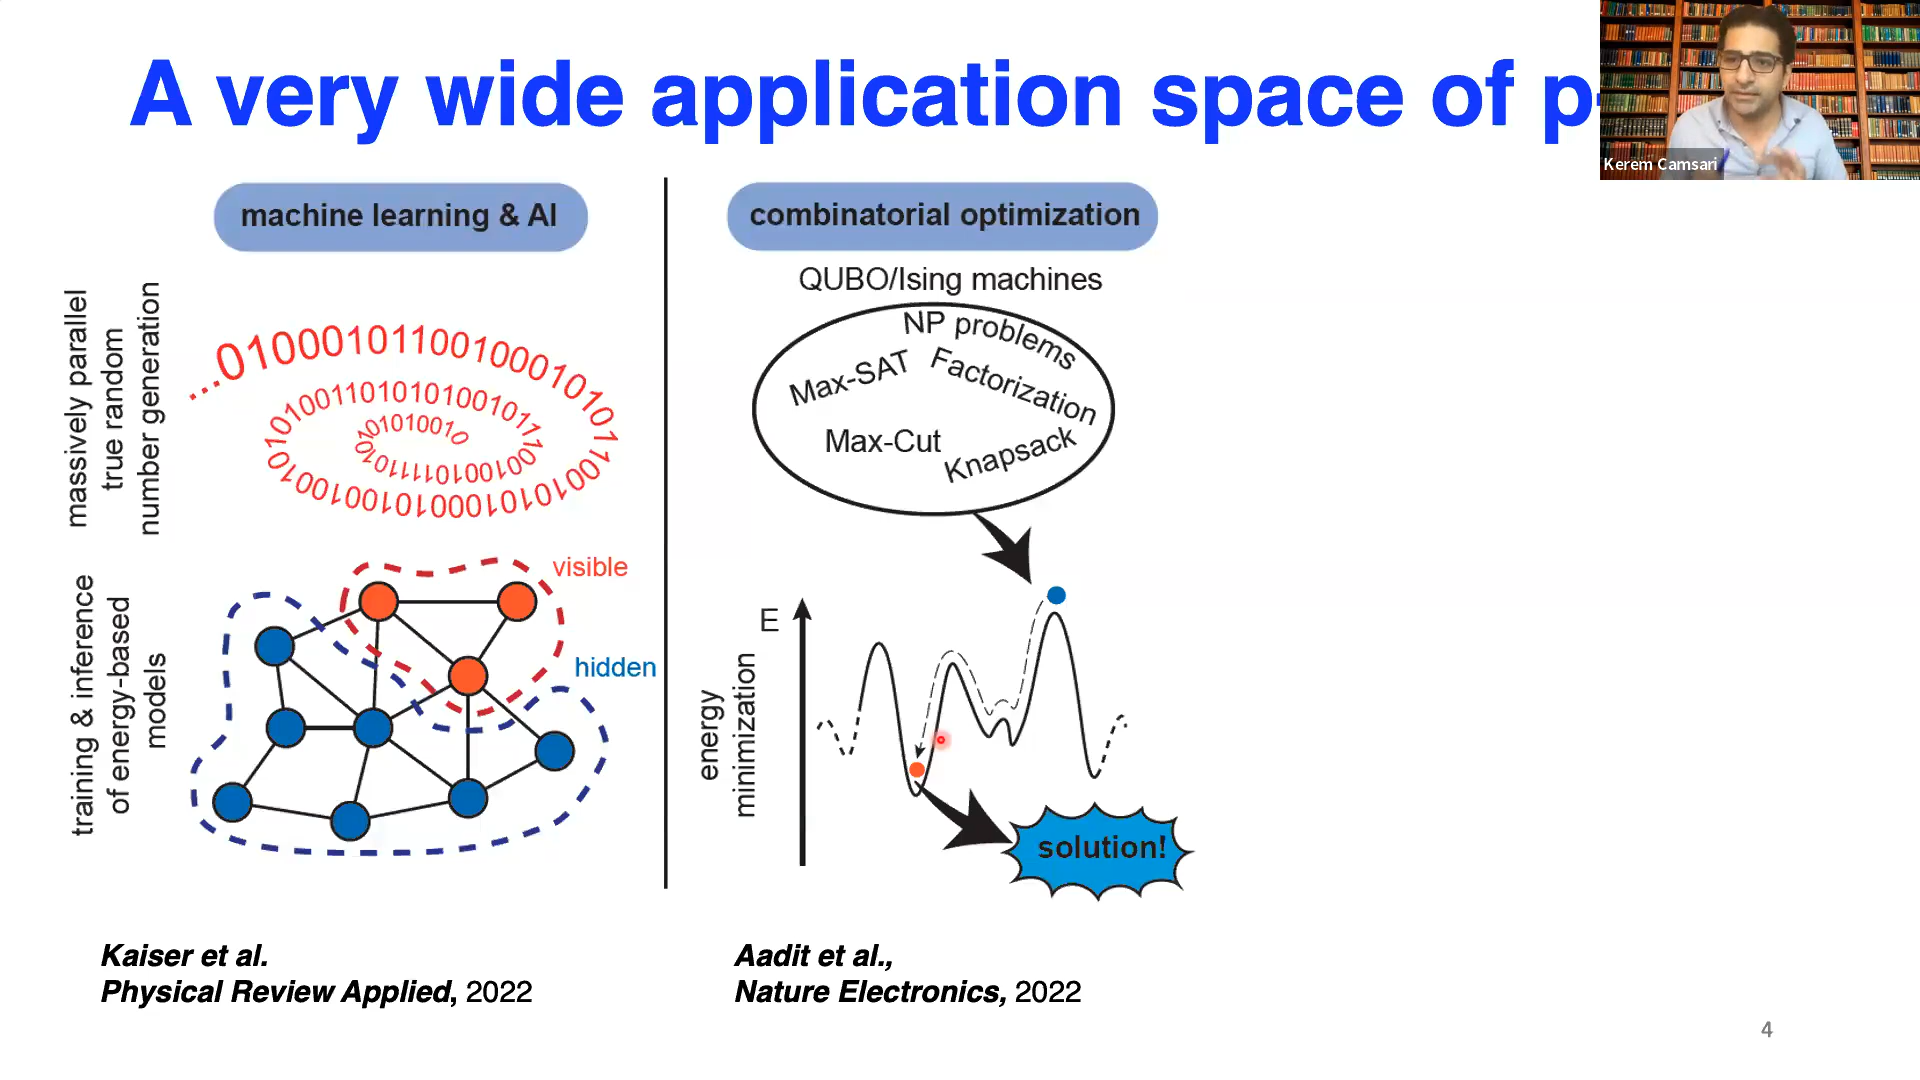 A very wide application space of p-
Kerem Camsari
machine learning & AI
massively parallel
true random
number generation
visible
hidden
training & inference
of energy-based
models
Kaiser et al.
Physical Review Applied, 2022
combinatorial optimization
QUBO/Ising machines
NP problems
Max-SAT
Factorization
Max-Cut
Knapsack
E
energy
minimization
solution!
Aadit et al.,
Nature Electronics, 2022
4